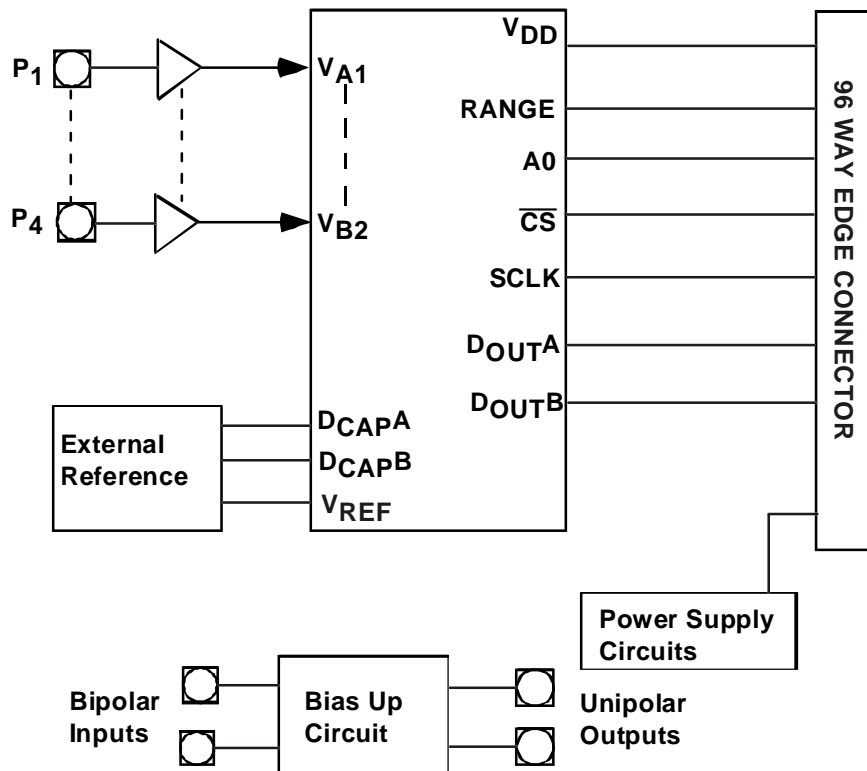 P1
P4
VA1
VB2
DCAPA
DCAPB
VREF
VDD
RANGE
A0
C̅S̅
SCLK
DOUTA
DOUTB
96 WAY EDGE CONNECTOR
External
Reference
Power Supply
Circuits
Bipolar
Inputs
Bias Up
Circuit
Unipolar
Outputs